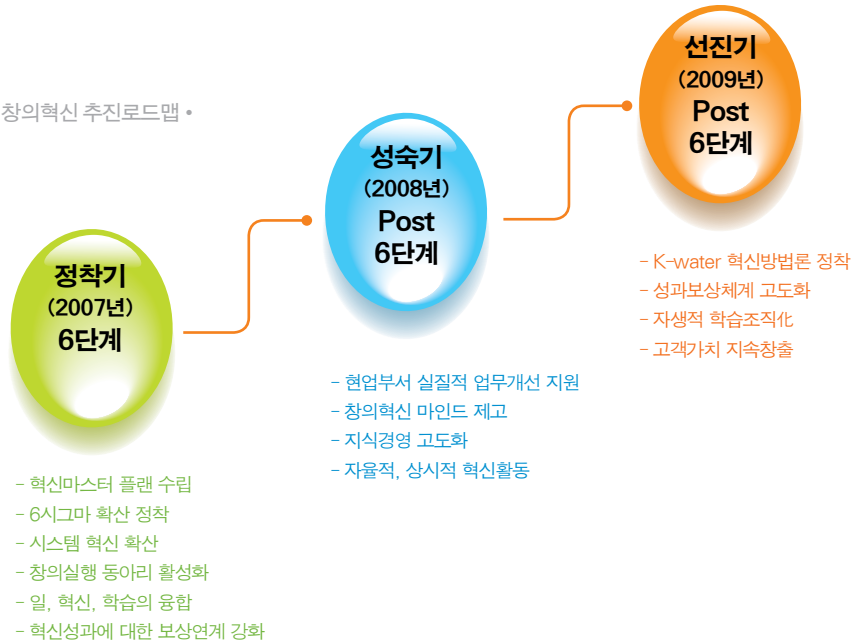 창의혁신 추진로드맵 •
정착기
(2007년)
6단계
- 혁신마스터 플랜 수립
- 6시그마 확산 정착
- 시스템 혁신 확산
- 창의실행 동아리 활성화
- 일, 혁신, 학습의 융합
- 혁신성과에 대한 보상연계 강화
성숙기
(2008년)
Post
6단계
- 현업부서 실질적 업무개선 지원
- 창의혁신 마인드 제고
- 지식경영 고도화
- 자율적, 상시적 혁신활동
선진기
(2009년)
Post
6단계
- K-water 혁신방법론 정착
- 성과보상체계 고도화
- 자생적 학습조직化
- 고객가치 지속창출